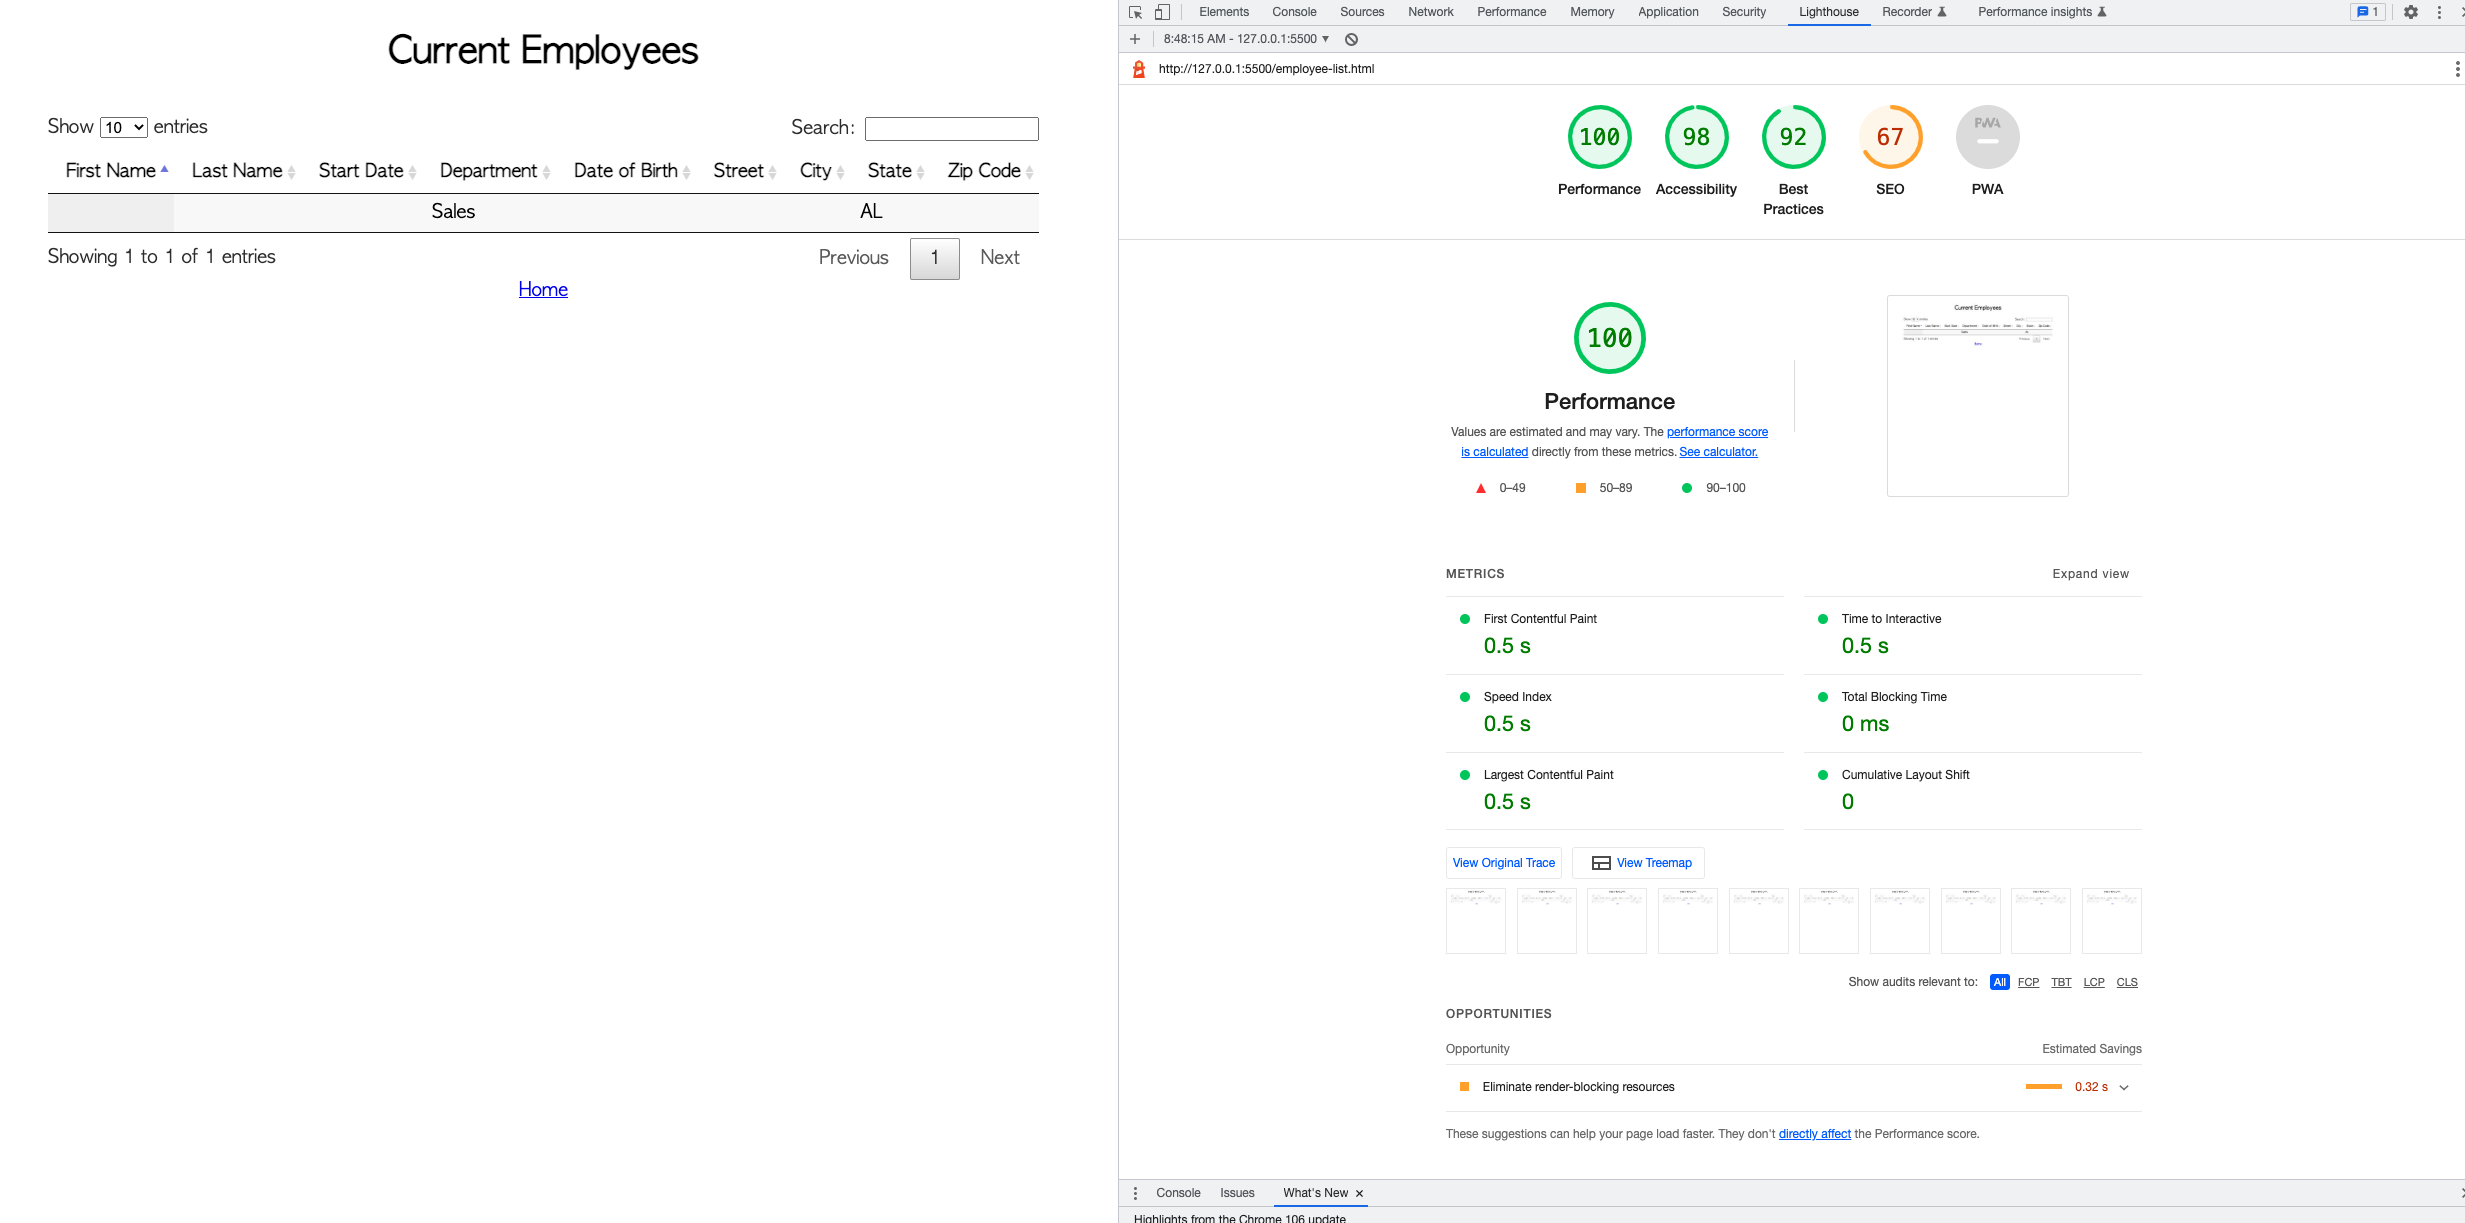 Current Employees
Show 10 entries
Search:
First Name Last Name Start Date Department Date of Birth Street City State Zip Code
Sales AL
Showing 1 to 1 of 1 entries
Previous 1 Next
Home
Elements Console Sources Network Performance Memory Application Security Lighthouse Recorder Performance insights 1
8:48:15 AM - 127.0.0.1:5500
http://127.0.0.1:5500/employee-list.html
100 98 92 67 PWA
Performance Accessibility Best Practices SEO PWA
100
Performance
Values are estimated and may vary. The performance score
is calculated directly from these metrics. See calculator.
0–49 50–89 90–100
Current Employees
METRICS
Expand view
First Contentful Paint
0.5 s
Time to Interactive
0.5 s
Speed Index
0.5 s
Total Blocking Time
0 ms
Largest Contentful Paint
0.5 s
Cumulative Layout Shift
0
View Original Trace
View Treemap
Show audits relevant to: All FCP TBT LCP CLS
OPPORTUNITIES
Opportunity Estimated Savings
Eliminate render-blocking resources 0.32 s
These suggestions can help your page load faster. They don't directly affect the Performance score.
Console Issues What's New
Highlights from the Chrome 106 update